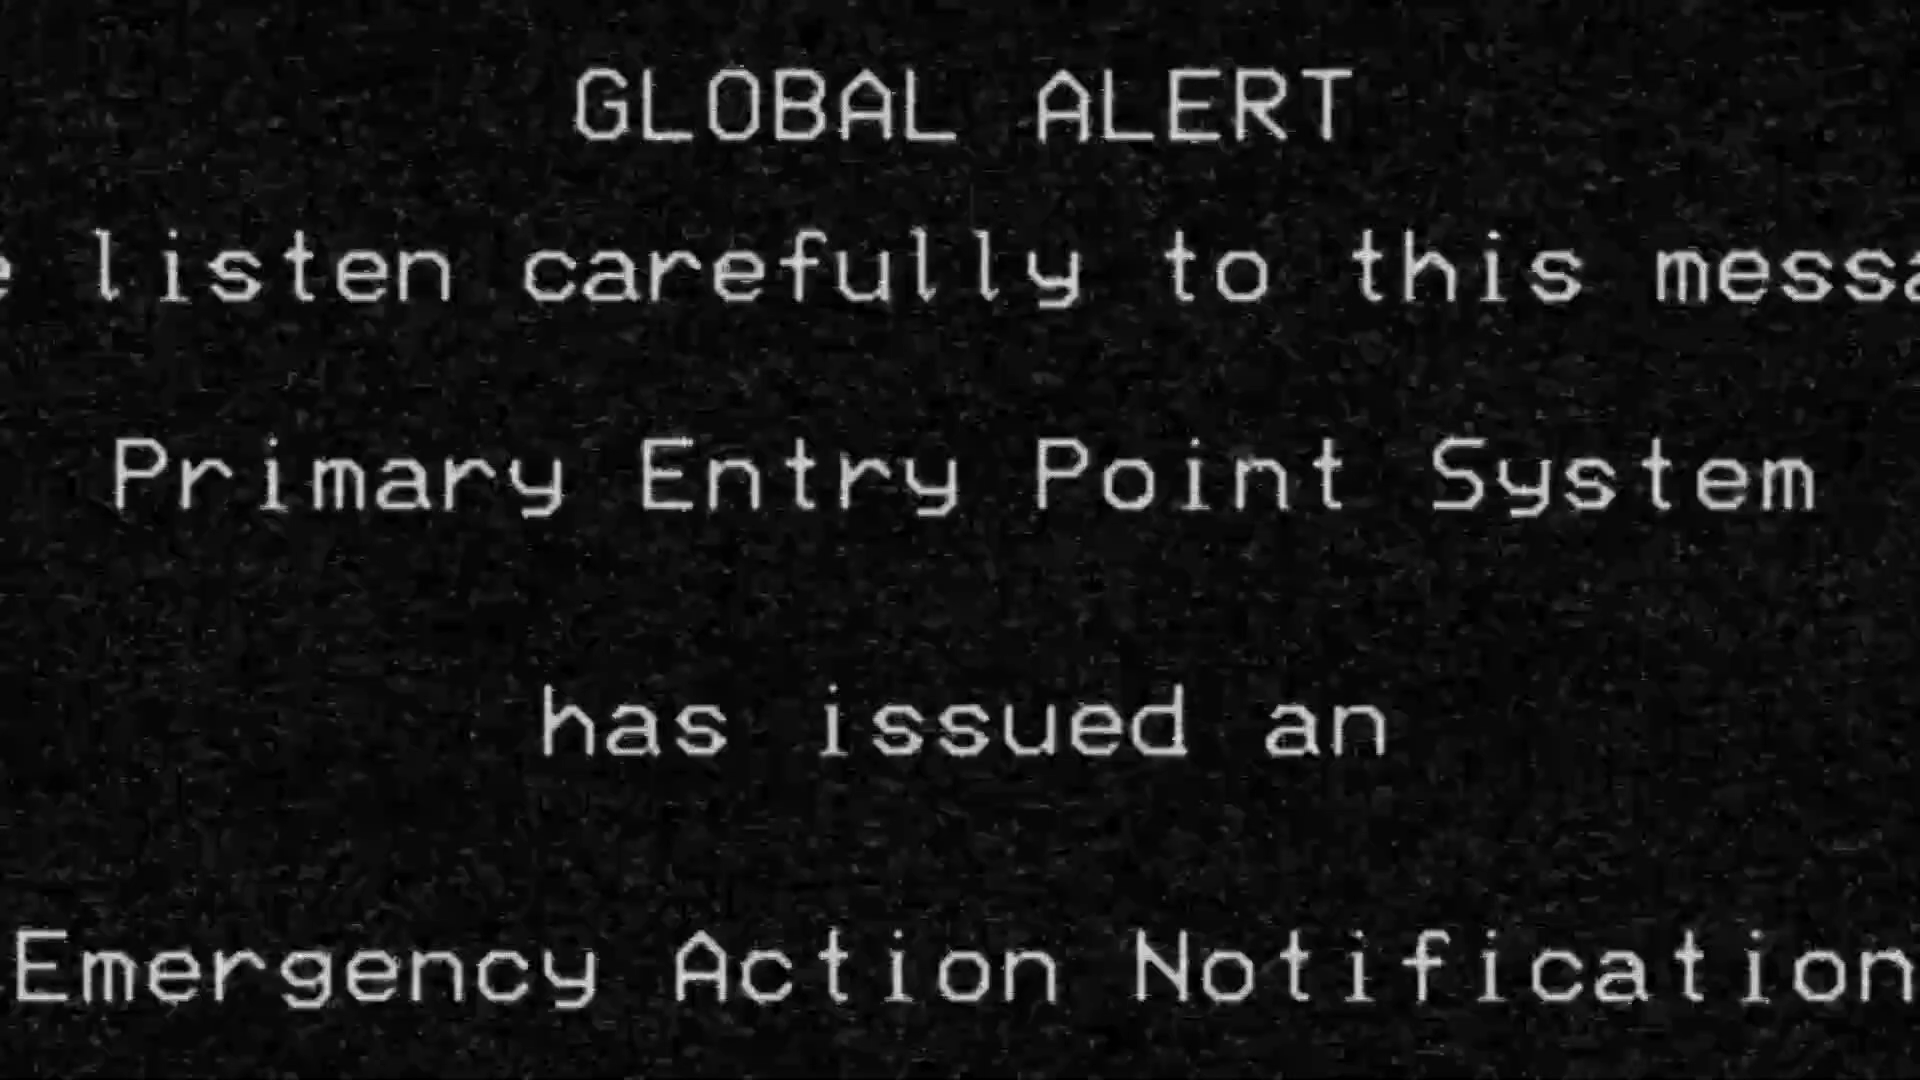 GLOBAL ALERT
e listen carefully to this messa
Primary Entry Point System
has issued an
Emergency Action Notification